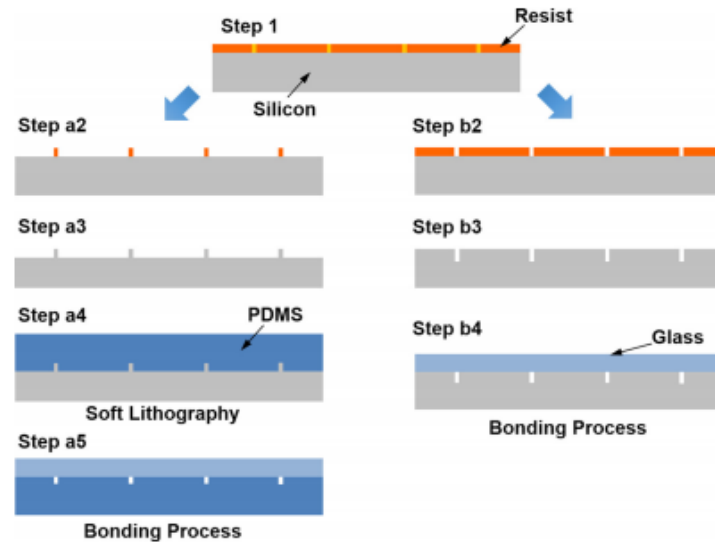 Step 1
Resist
Silicon
Step a2
Step b2
Step a3
Step b3
Step a4
PDMS
Step b4
Glass
Soft Lithography
Bonding Process
Step a5
Bonding Process